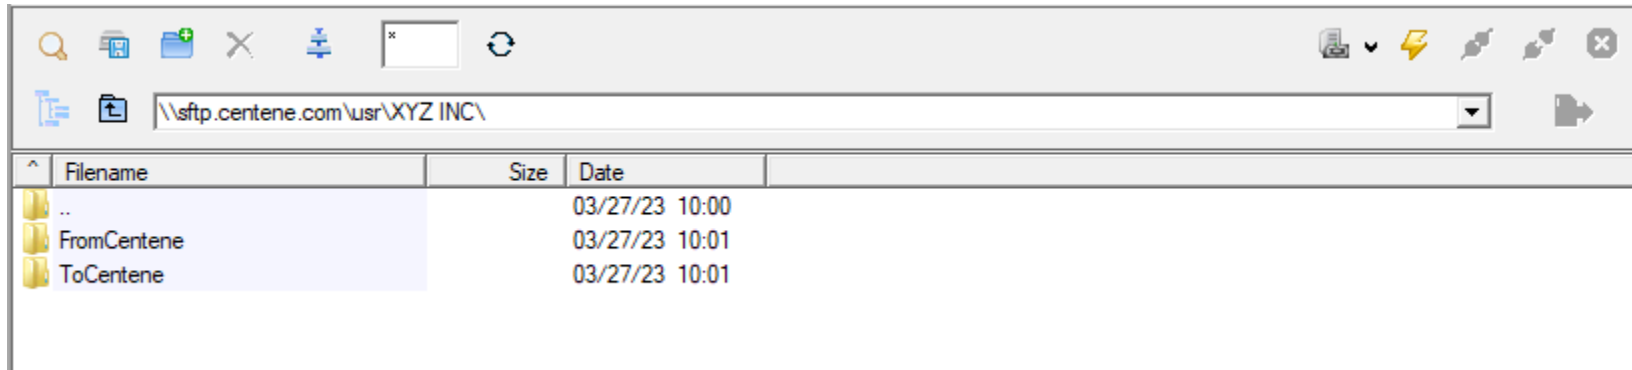 *
\\sftp.centene.com\usr\XYZ INC\
^ Filename Size Date
.. 03/27/23 10:00
FromCentene 03/27/23 10:01
ToCentene 03/27/23 10:01